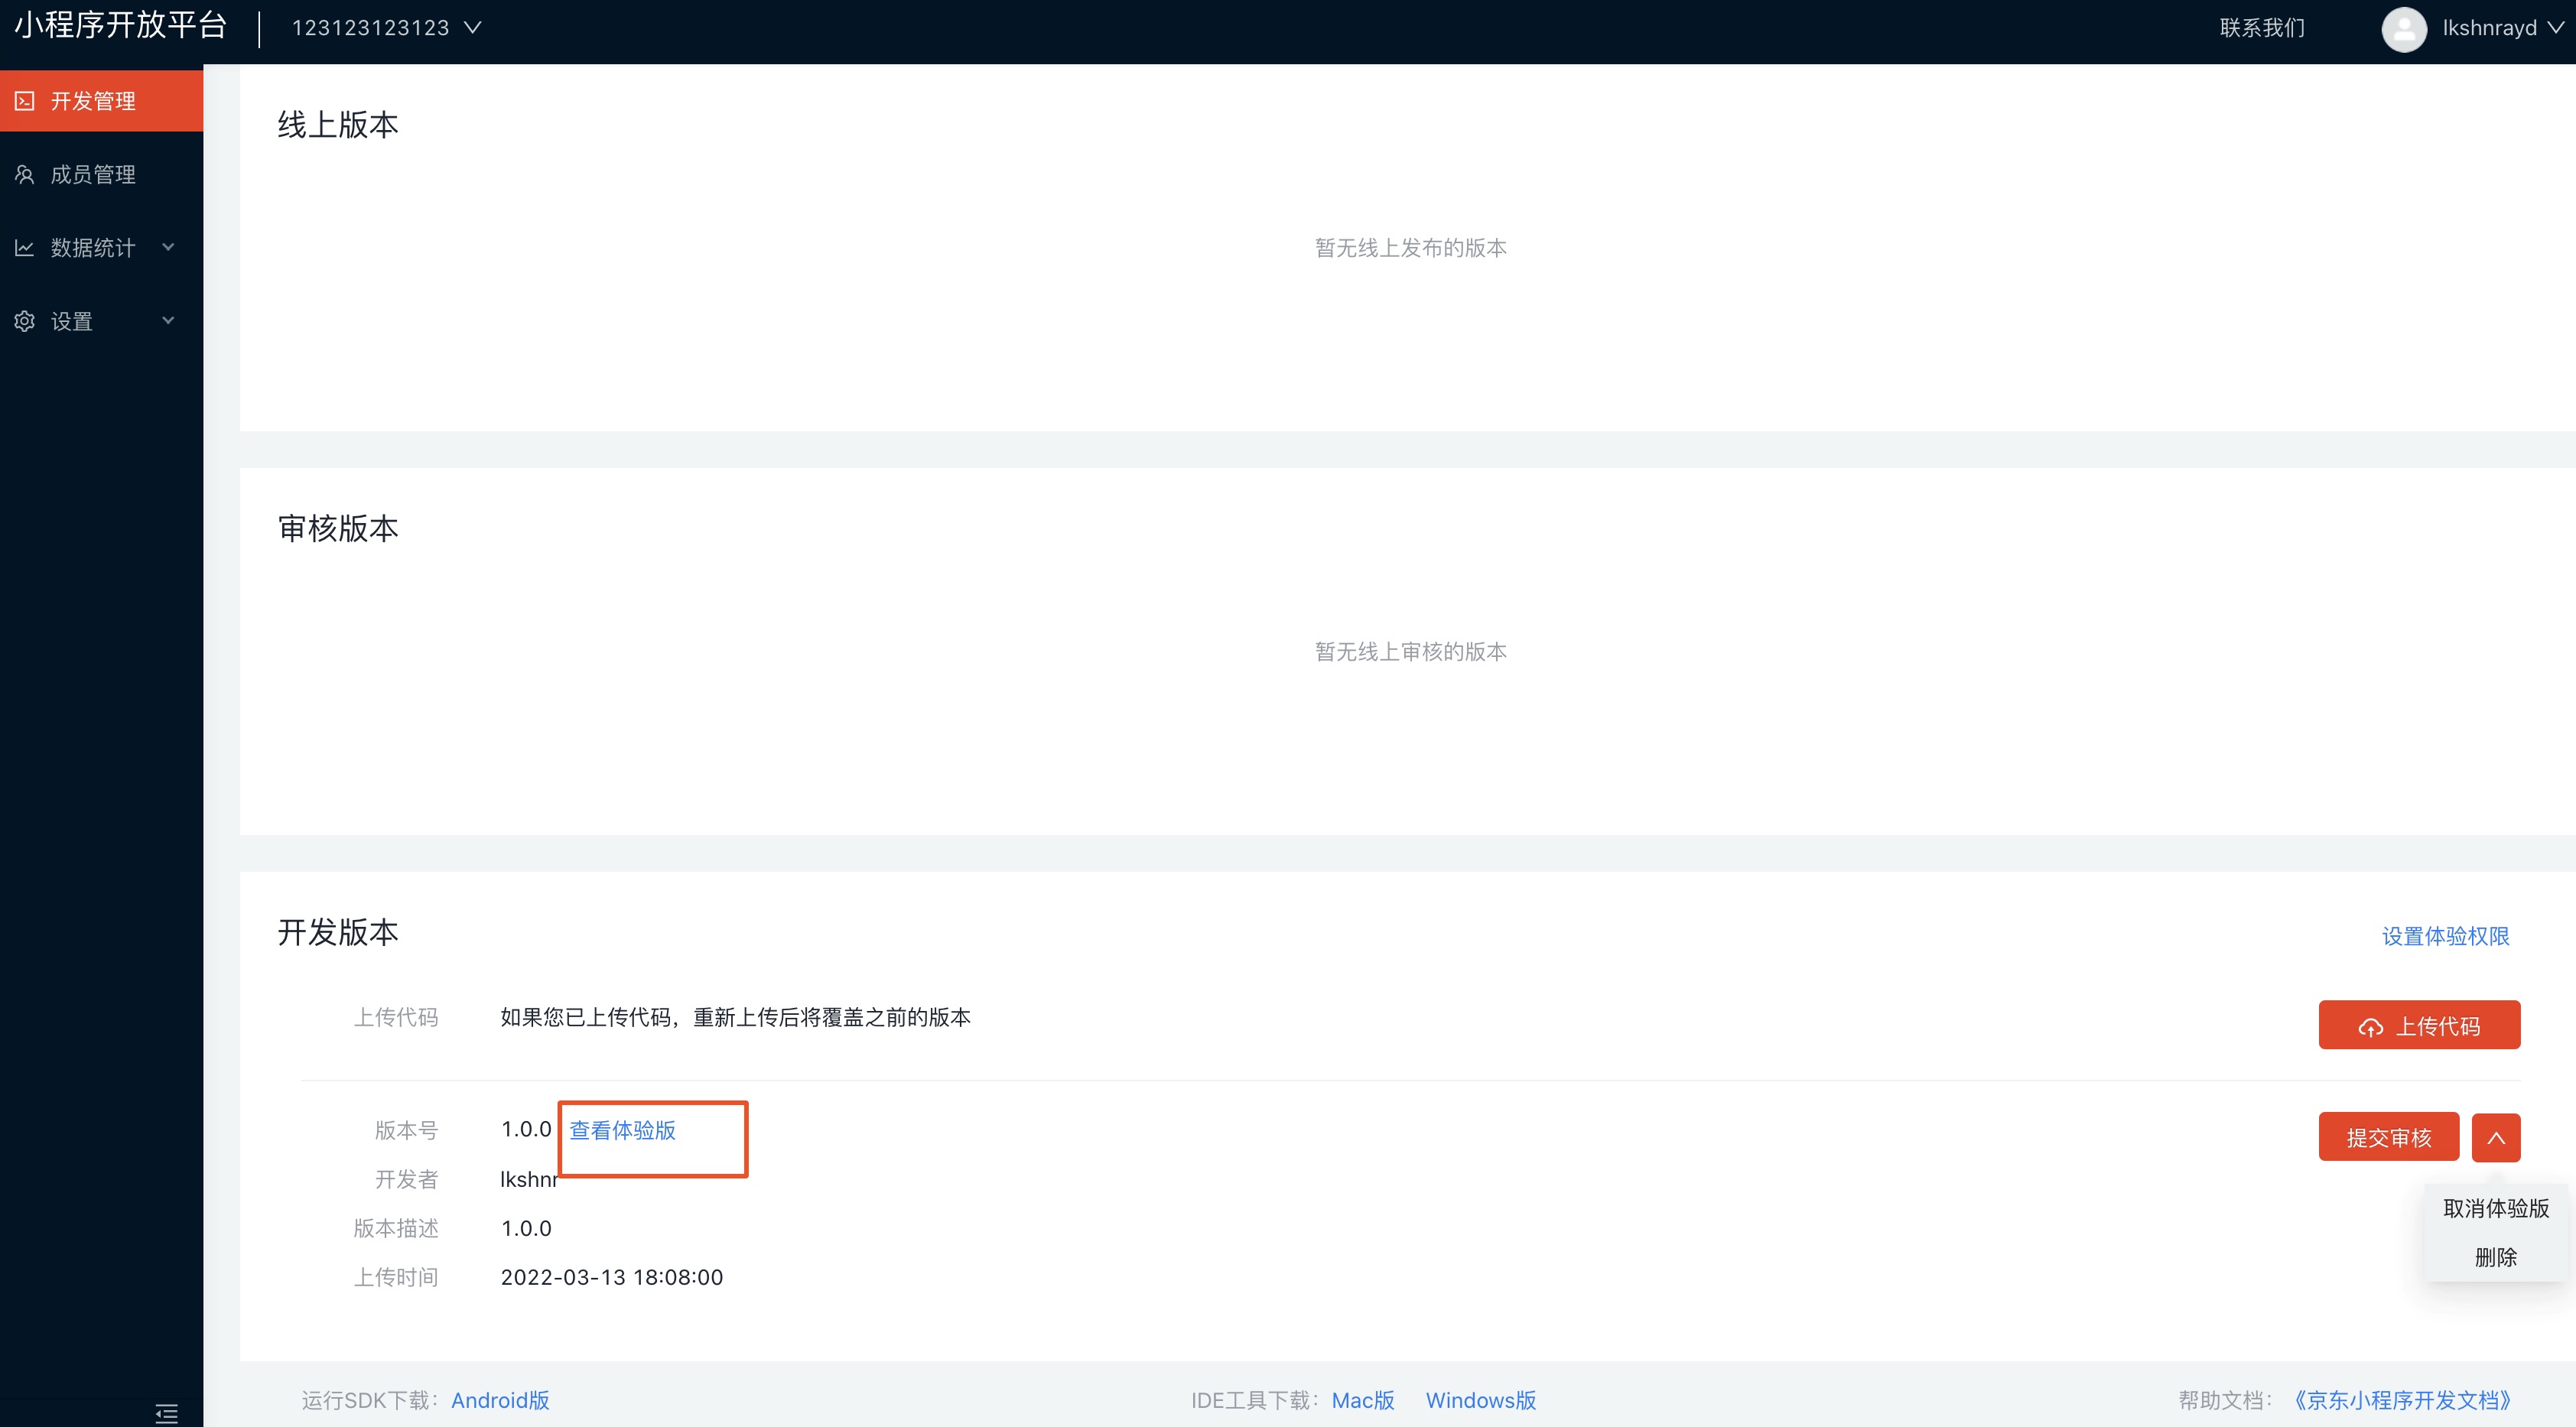 小程序开放平台
123123123123
联系我们
lkshnrayd
开发管理
成员管理
数据统计
设置
线上版本
暂无线上发布的版本
审核版本
暂无线上审核的版本
开发版本
设置体验权限
上传代码 如果您已上传代码，重新上传后将覆盖之前的版本
上传代码
版本号 1.0.0 查看体验版
提交审核
开发者 lkshnr
取消体验版
版本描述 1.0.0
删除
上传时间 2022-03-13 18:08:00
运行SDK下载： Android版
IDE工具下载： Mac版 Windows版
帮助文档： 《京东小程序开发文档》